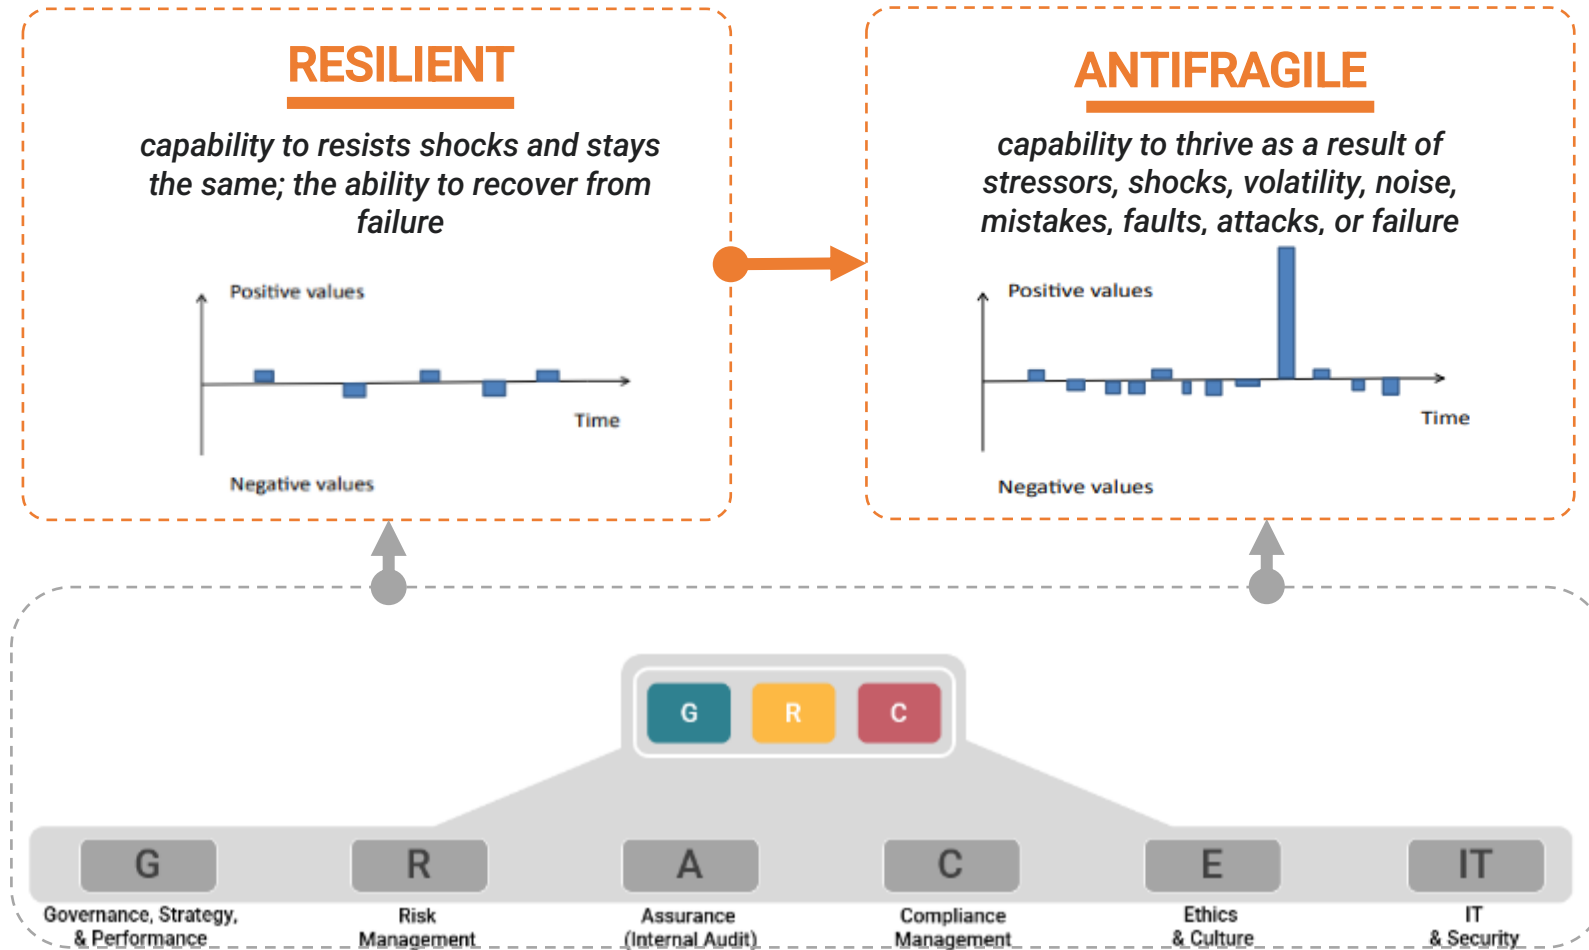 RESILIENT
capability to resists shocks and stays
the same; the ability to recover from
failure
Positive values
Time
Negative values
ANTIFRAGILE
capability to thrive as a result of
stressors, shocks, volatility, noise,
mistakes, faults, attacks, or failure
Positive values
Time
Negative values
G
R
C
G
Governance, Strategy,
& Performance
R
Risk
Management
A
Assurance
(Internal Audit)
C
Compliance
Management
E
Ethics
& Culture
IT
IT
& Security